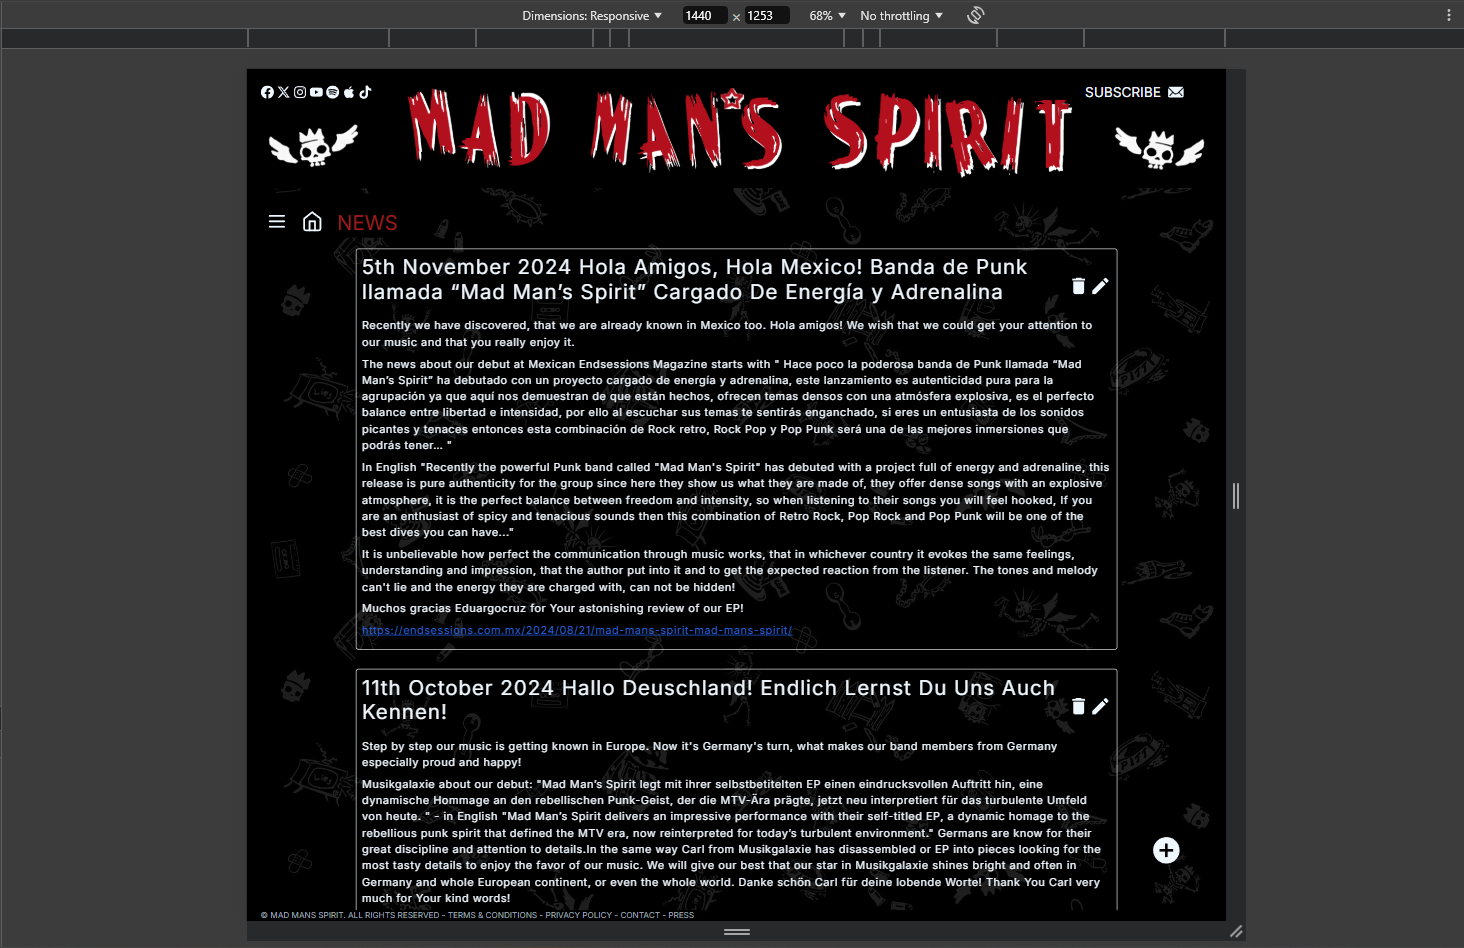 Dimensions: Responsive 1440 × 1253 68% No throttling
SUBSCRIBE
MAD MAN'S SPIRIT
NEWS
5th November 2024 Hola Amigos, Hola Mexico! Banda de Punk
llamada “Mad Man’s Spirit” Cargado De Energía y Adrenalina
Recently we have discovered, that we are already known in Mexico too. Hola amigos! We wish that we could get your attention to
our music and that you really enjoy it.
The news about our debut at Mexican Endsessions Magazine starts with " Hace poco la poderosa banda de Punk llamada “Mad
Man’s Spirit” ha debutado con un proyecto cargado de energía y adrenalina, este lanzamiento es autenticidad pura para la
agrupación ya que aquí nos demuestran de que están hechos, ofrecen temas densos con una atmósfera explosiva, es el perfecto
balance entre libertad e intensidad, por ello al escuchar sus temas te sentirás enganchado, si eres un entusiasta de los sonidos
picantes y tenaces entonces esta combinación de Rock retro, Rock Pop y Pop Punk será una de las mejores inmersiones que
podrás tener... "
In English "Recently the powerful Punk band called "Mad Man's Spirit" has debuted with a project full of energy and adrenaline, this
release is pure authenticity for the group since here they show us what they are made of, they offer dense songs with an explosive
atmosphere, it is the perfect balance between freedom and intensity, so when listening to their songs you will feel hooked, If you
are an enthusiast of spicy and tenacious sounds then this combination of Retro Rock, Pop Rock and Pop Punk will be one of the
best dives you can have..."
It is unbelievable how perfect the communication through music works, that in whichever country it evokes the same feelings,
understanding and impression, that the author put into it and to get the expected reaction from the listener. The tones and melody
can't lie and the energy they are charged with, can not be hidden!
Muchos gracias Eduargocruz for Your astonishing review of our EP!
https://endsessions.com.mx/2024/08/21/mad-mans-spirit-mad-mans-spirit/
11th October 2024 Hallo Deuschland! Endlich Lernst Du Uns Auch
Kennen!
Step by step our music is getting known in Europe. Now it's Germany's turn, what makes our band members from Germany
especially proud and happy!
Musikgalaxie about our debut: "Mad Man’s Spirit legt mit ihrer selbstbetitelten EP einen eindrucksvollen Auftritt hin, eine
dynamische Hommage an den rebellischen Punk-Geist, der die MTV-Ära prägte, jetzt neu interpretiert für das turbulente Umfeld
von heute. " - in English "Mad Man’s Spirit delivers an impressive performance with their self-titled EP, a dynamic homage to the
rebellious punk spirit that defined the MTV era, now reinterpreted for today’s turbulent environment." Germans are know for their
great discipline and attention to details.In the same way Carl from Musikgalaxie has disassembled or EP into pieces looking for the
most tasty details to enjoy the favor of our music. We will give our best that our star in Musikgalaxie shines bright and often in
Germany and whole European continent, or even the whole world. Danke schön Carl für deine lobende Worte! Thank You Carl very
much for Your kind words!
© MAD MANS SPIRIT. ALL RIGHTS RESERVED - TERMS & CONDITIONS - PRIVACY POLICY - CONTACT - PRESS